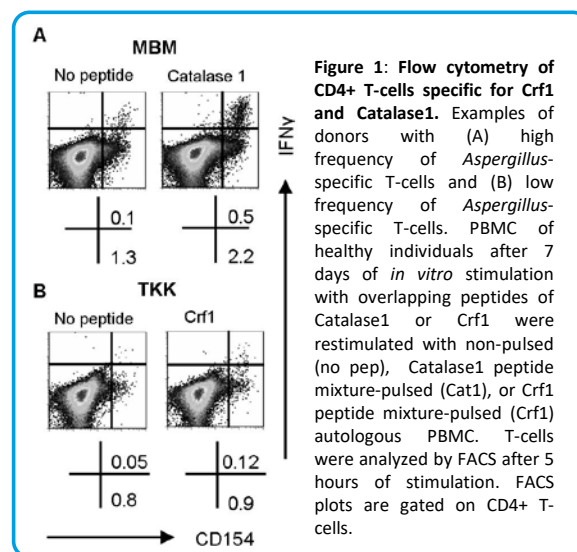 A
MBM
No peptide
Catalase 1
0.1
1.3
0.5
2.2
B
TKK
No peptide
Crf1
0.05
0.8
0.12
0.9
CD154
IFNγ
Figure 1: Flow cytometry of
CD4+ T-cells specific for Crf1
and Catalase1. Examples of
donors with (A) high
frequency of Aspergillus-
specific T-cells and (B) low
frequency of Aspergillus-
specific T-cells. PBMC of
healthy individuals after 7
days of in vitro stimulation
with overlapping peptides of
Catalase1 or Crf1 were
restimulated with non-pulsed
(no pep), Catalase1 peptide
mixture-pulsed (Cat1), or Crf1
peptide mixture-pulsed (Crf1)
autologous PBMC. T-cells
were analyzed by FACS after 5
hours of stimulation. FACS
plots are gated on CD4+ T-
cells.